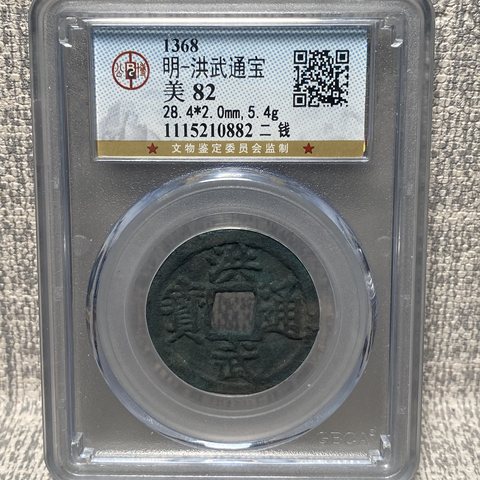 1368
明-洪武通宝
美 82
28.4*2.0mm,5.4g
1115210882 二 钱
★ 文物鉴定委员会监制 ★
洪
寶 通
武